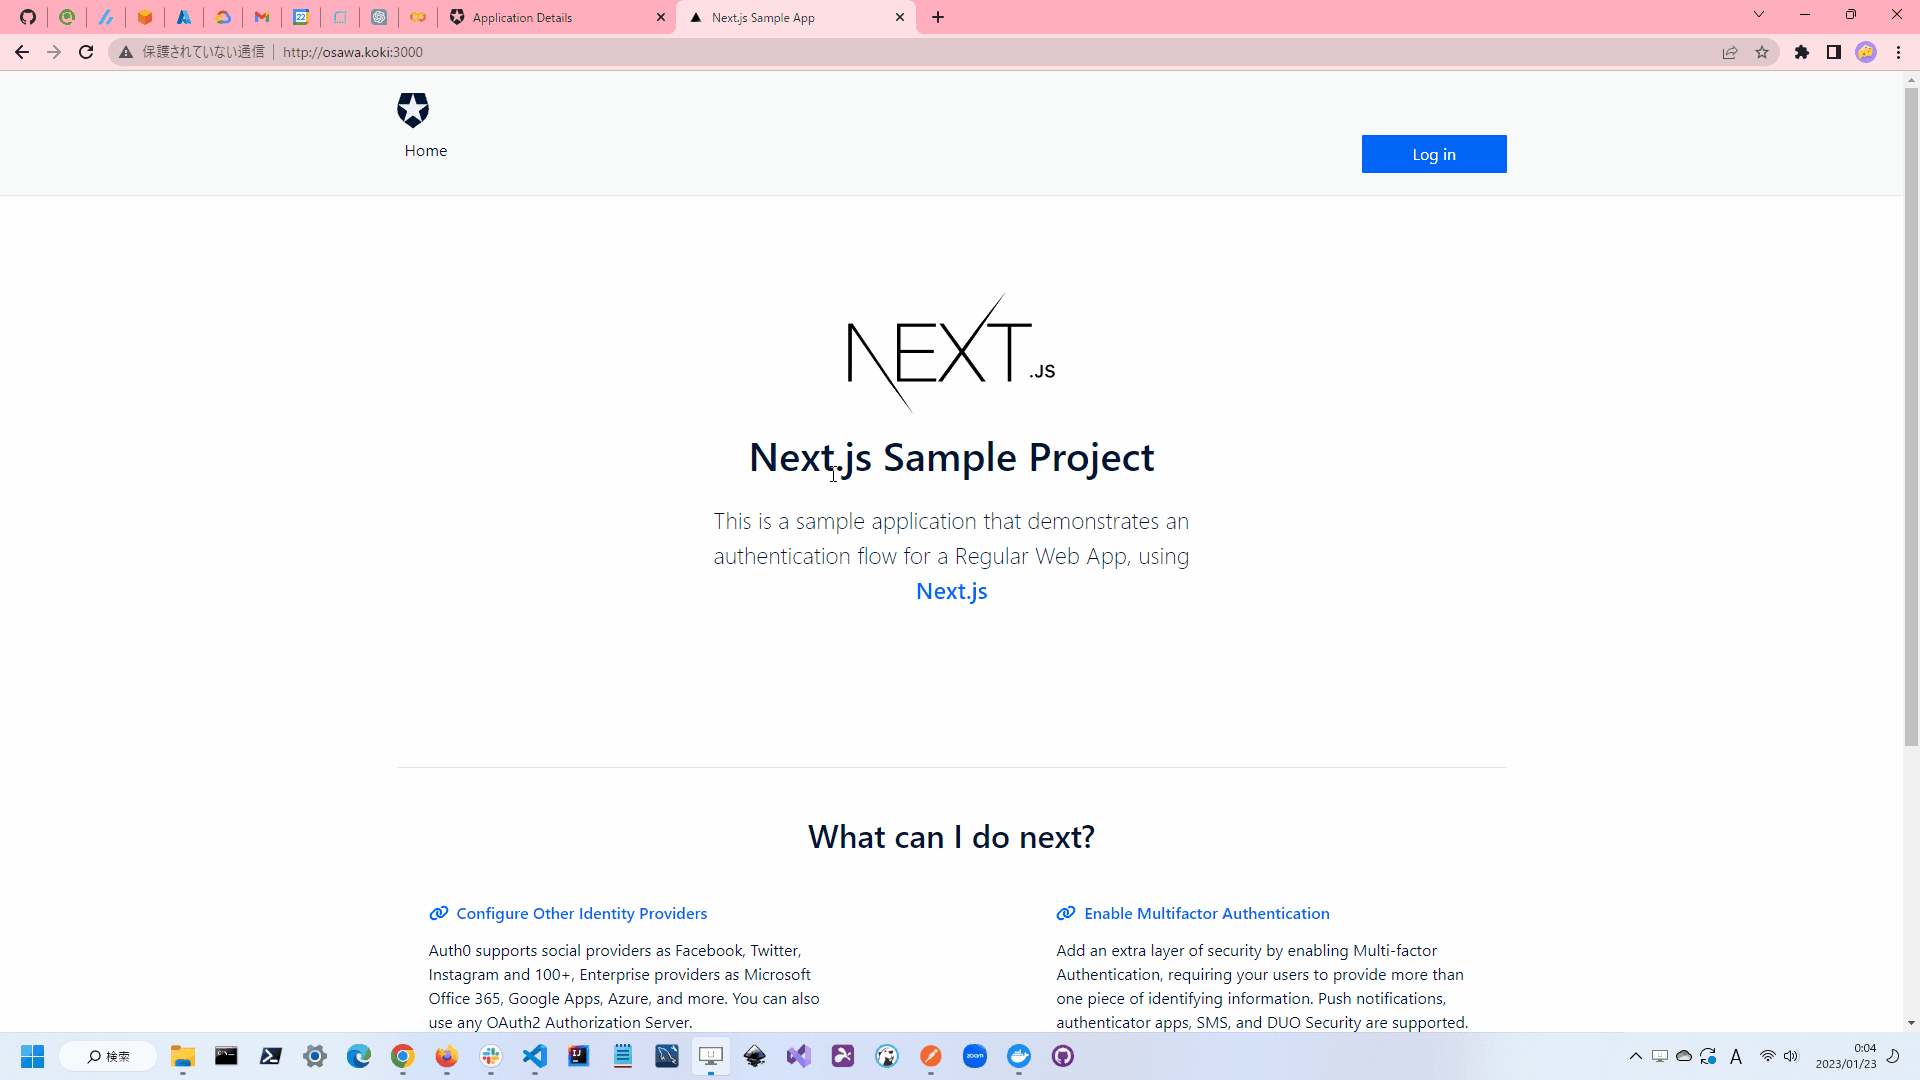 Application Details
Next.js Sample App
保護されていない通信
http://osawa.koki:3000
Home
Log in
NEXT.JS
Next.js Sample Project
This is a sample application that demonstrates an
authentication flow for a Regular Web App, using
Next.js
What can I do next?
Configure Other Identity Providers
Auth0 supports social providers as Facebook, Twitter,
Instagram and 100+, Enterprise providers as Microsoft
Office 365, Google Apps, Azure, and more. You can also
use any OAuth2 Authorization Server.
Enable Multifactor Authentication
Add an extra layer of security by enabling Multi-factor
Authentication, requiring your users to provide more than
one piece of identifying information. Push notifications,
authenticator apps, SMS, and DUO Security are supported.
検索
zoom
A
0:04
2023/01/23